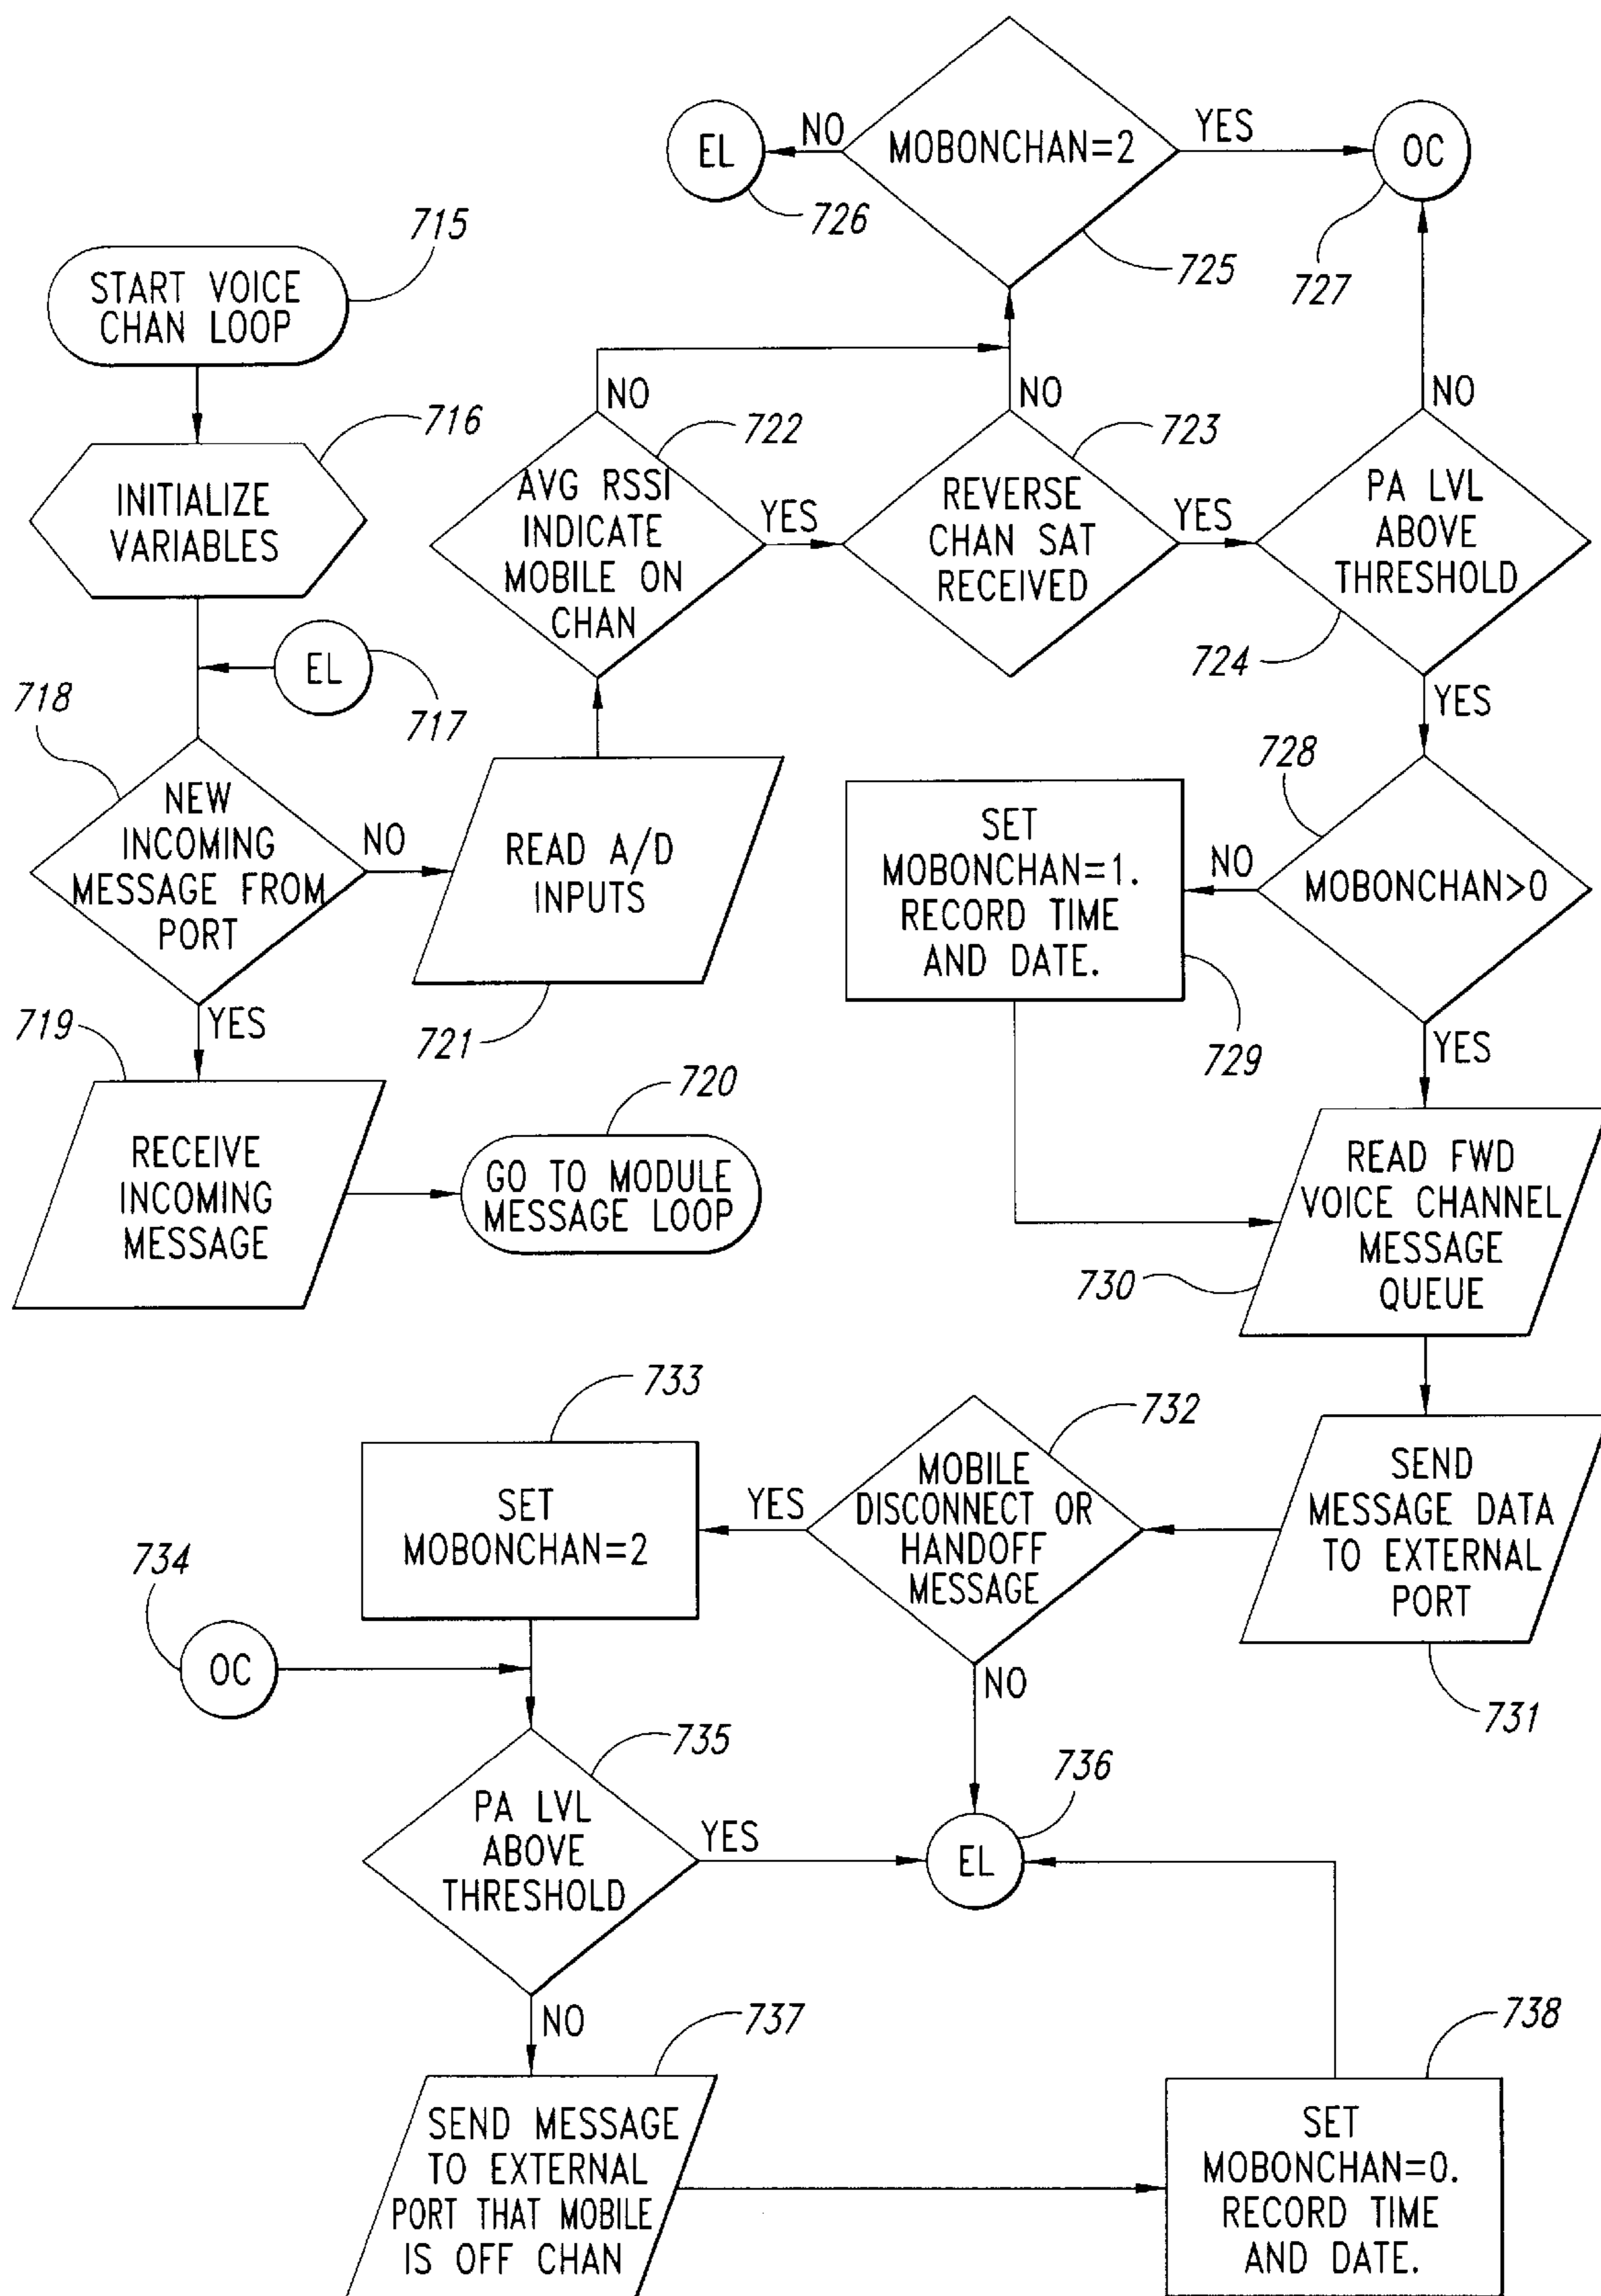 MOBONCHAN=2
NO
YES
EL
726
OC
727
725
715
START VOICE
CHAN LOOP
716
INITIALIZE
VARIABLES
EL
717
718
NEW
INCOMING
MESSAGE FROM
PORT
NO
YES
719
RECEIVE
INCOMING
MESSAGE
720
GO TO MODULE
MESSAGE LOOP
READ A/D
INPUTS
721
NO
722
AVG RSSI
INDICATE
MOBILE ON
CHAN
YES
NO
723
REVERSE
CHAN SAT
RECEIVED
YES
NO
PA LVL
ABOVE
THRESHOLD
724
YES
728
MOBONCHAN>0
NO
YES
SET
MOBONCHAN=1.
RECORD TIME
AND DATE.
729
READ FWD
VOICE CHANNEL
MESSAGE
QUEUE
730
SEND
MESSAGE DATA
TO EXTERNAL
PORT
731
732
MOBILE
DISCONNECT OR
HANDOFF
MESSAGE
YES
NO
733
SET
MOBONCHAN=2
734
OC
735
PA LVL
ABOVE
THRESHOLD
YES
736
EL
NO
737
SEND MESSAGE
TO EXTERNAL
PORT THAT MOBILE
IS OFF CHAN
738
SET
MOBONCHAN=0.
RECORD TIME
AND DATE.